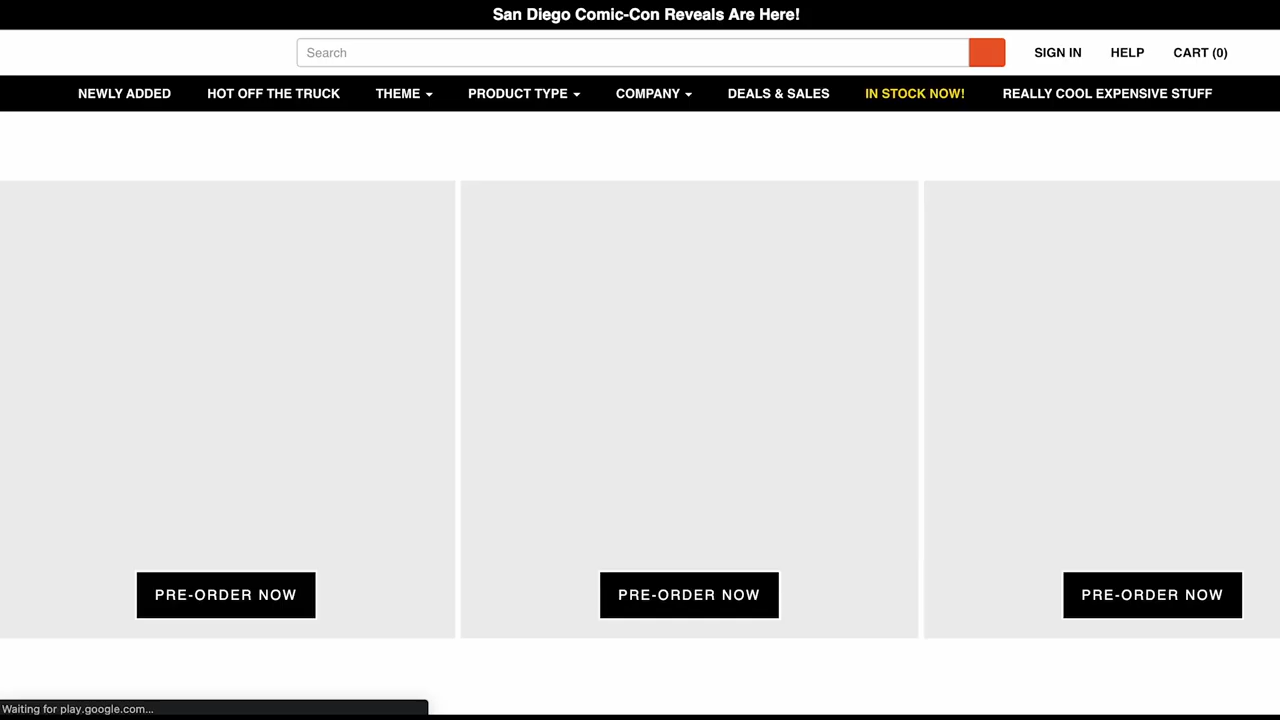 San Diego Comic-Con Reveals Are Here!
Search
SIGN IN
HELP
CART (0)
NEWLY ADDED
HOT OFF THE TRUCK
THEME
PRODUCT TYPE
COMPANY
DEALS & SALES
IN STOCK NOW!
REALLY COOL EXPENSIVE STUFF
PRE-ORDER NOW
PRE-ORDER NOW
PRE-ORDER NOW
Waiting for play.google.com...